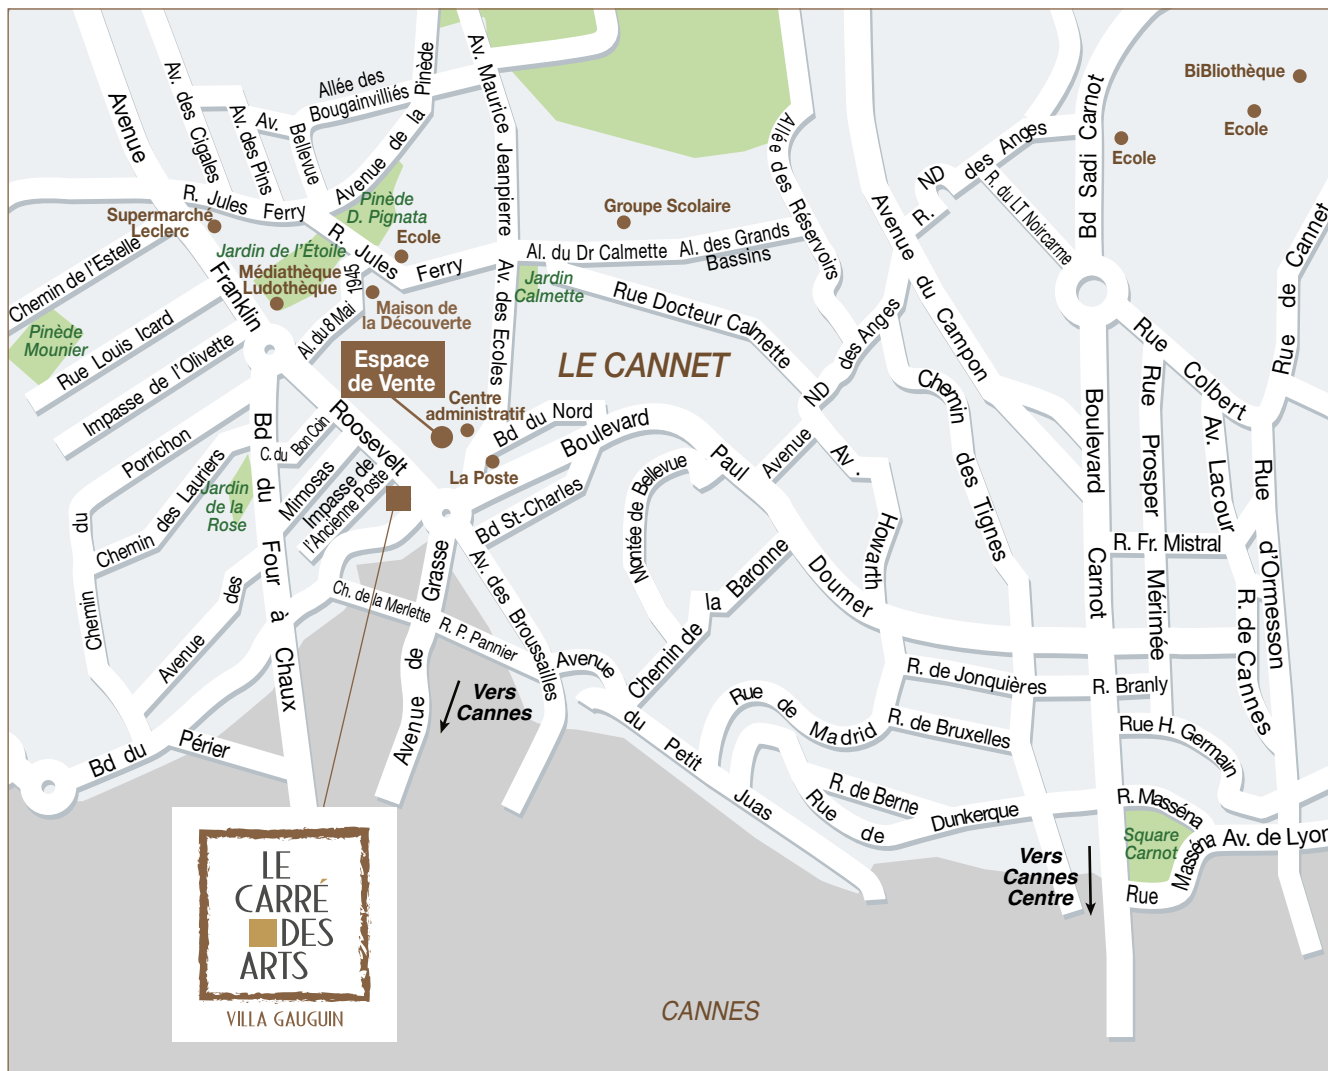 BiBliothèque
Ecole
Ecole
Av. Maurice Jeanpierre
Avenue
Av. des Cigales
Av. des Pins
Av.
Bellevue
Allée des
Bougainvilliés
Avenue de la Pinède
Allée des Réservoirs
R. ND des Anges
R. du LT Noircarme
Bd Sadi Carnot
R. Jules Ferry
Pinède
D. Pignata
Supermarché
Leclerc
Groupe Scolaire
Chemin de l'Estelle
Jardin de l'Étoile
Médiathèque
Ludothèque
R. Jules Ferry
Ecole
Al. du Dr Calmette
Al. des Grands
Bassins
Avenue du Campon
Rue de Cannet
Franklin
Al. du 8 Mai
1945
Maison de
la Découverte
Av. des Ecoles
Jardin
Calmette
Rue Docteur Calmette
ND des Anges
Pinède
Mounier
Rue Louis Icard
Impasse de l'Olivette
Espace
de Vente
LE CANNET
Centre
administratif
Bd du Nord
Boulevard Paul Doumer
Avenue
Av. Howarth
Chemin des Tignes
Boulevard Carnot
Rue Prosper Mérimée
Rue Colbert
Av. Lacour
Rue d'Ormesson
Porrichon
Bd du Four à Chaux
C. du Bon Coin
Roosevelt
La Poste
Chemin des Lauriers
Jardin
de la
Rose
Mimosas
Impasse de
l'Ancienne Poste
Bd St-Charles
Montée de Bellevue
du
Chemin
Avenue des
Avenue de Grasse
Av. des Broussailles
Ch. de la Merlette
R. P. Pannier
Chemin de la Baronne
R. Fr. Mistral
R. de Cannes
Avenue du Petit Juas
R. de Jonquières
R. Branly
Vers
Cannes
Rue de Madrid
R. de Bruxelles
Rue H. Germain
Bd du Périer
R. de Berne
Rue de Dunkerque
R. Masséna
Square
Carnot
Rue Masséna
Av. de Lyon
Vers
Cannes
Centre
LE
CARRÉ
DES
ARTS
VILLA GAUGUIN
CANNES